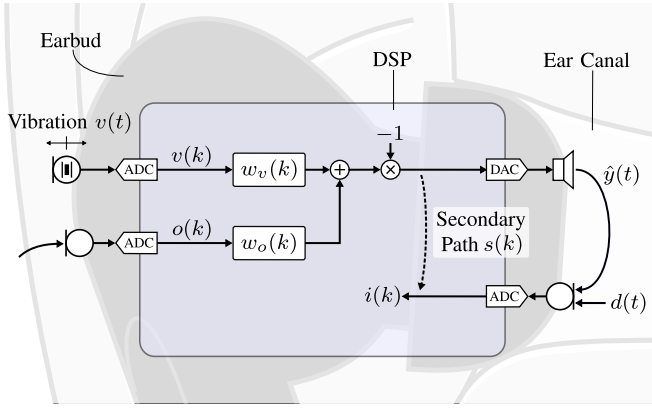 Earbud
DSP
Ear Canal
Vibration v(t)
−1
ADC
v(k)
w_v(k)
+
×
DAC
ŷ(t)
ADC
o(k)
w_o(k)
Secondary
Path s(k)
i(k)
ADC
d(t)